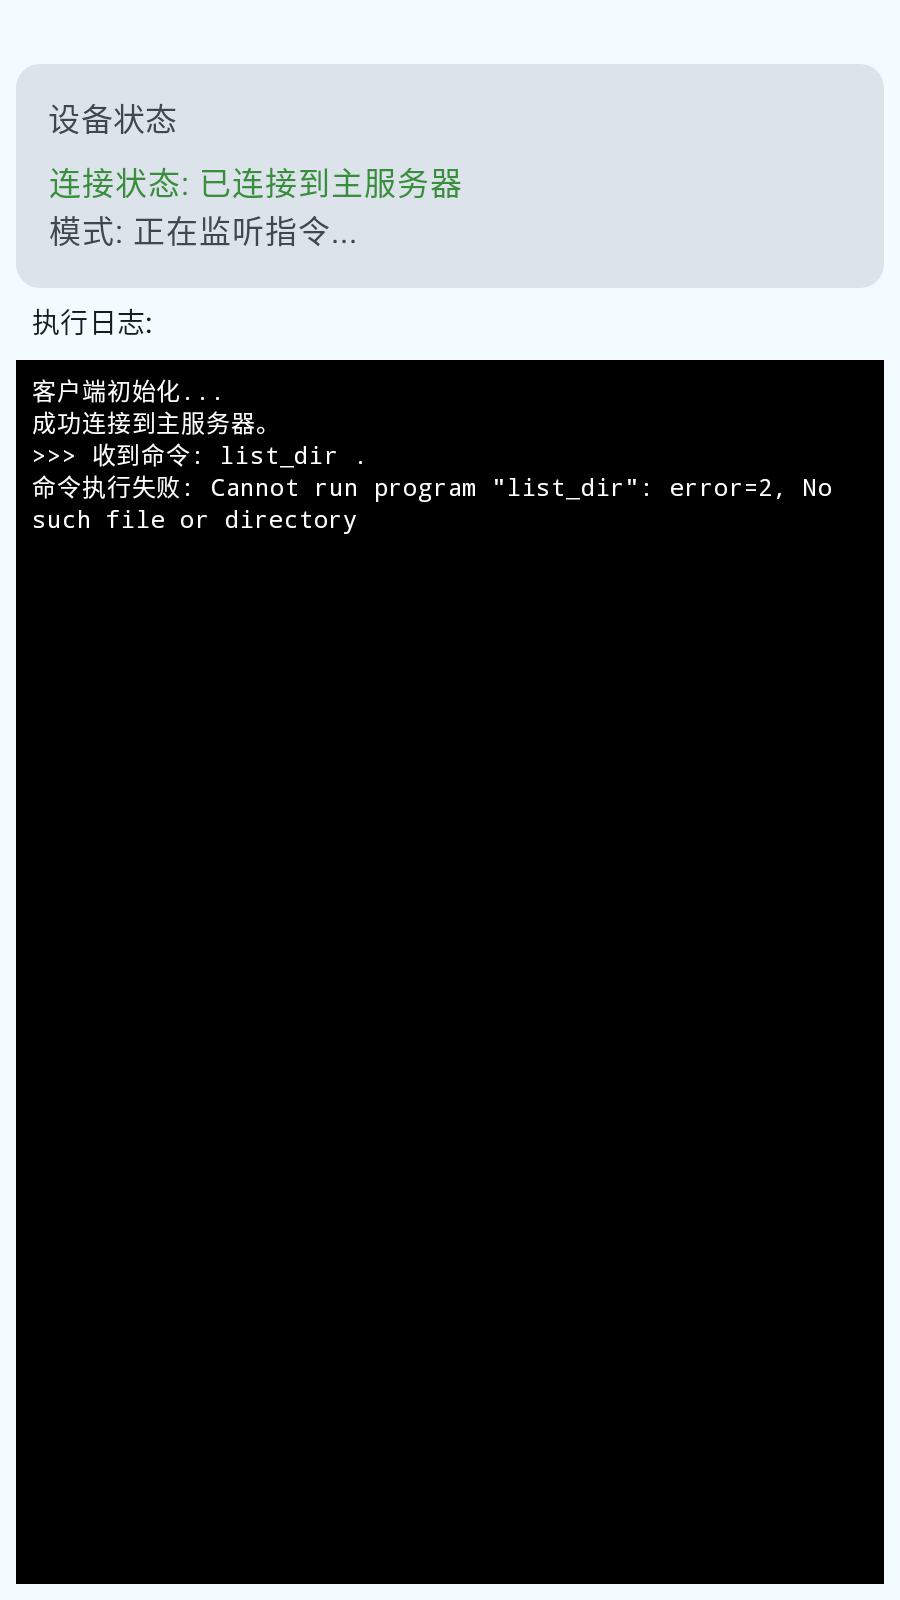 设备状态
连接状态: 已连接到主服务器
模式: 正在监听指令...
执行日志:
客户端初始化...
成功连接到主服务器。
>>> 收到命令: list_dir .
命令执行失败: Cannot run program "list_dir": error=2, No
such file or directory